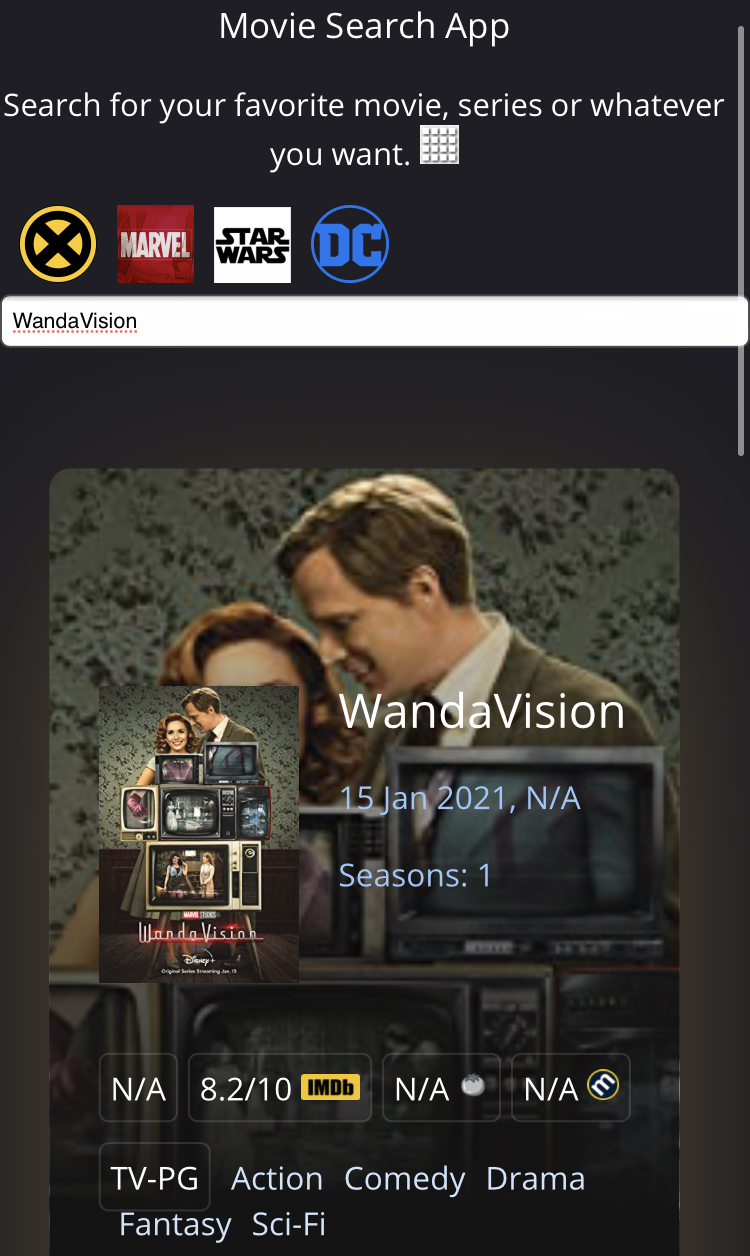 Movie Search App
Search for your favorite movie, series or whatever
you want.
MARVEL
STAR
WARS
DC
WandaVision
WandaVision
15 Jan 2021, N/A
Seasons: 1
MARVEL STUDIOS
WandaVision
Disney+
Original Series Streaming Jan. 15
N/A
8.2/10 IMDb
N/A
N/A m
TV-PG Action Comedy Drama
Fantasy Sci-Fi